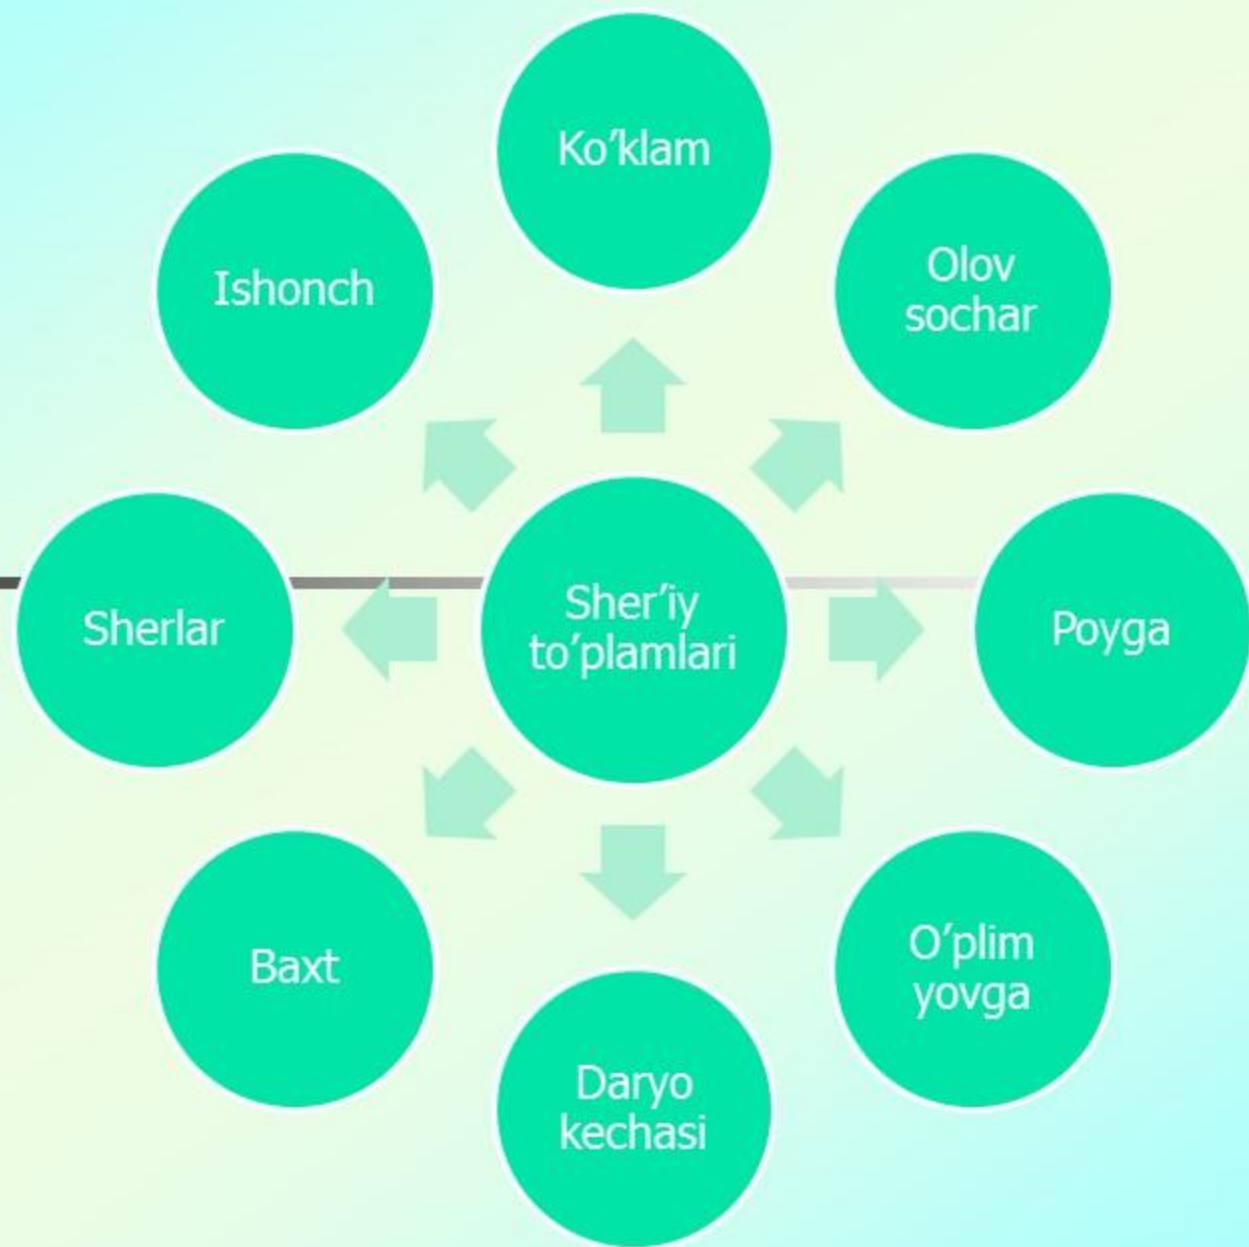 Ko’klam
Ishonch
Olov
sochar
Sherlar
Sher’iy
to’plamlari
Poyga
Baxt
O’plim
yovga
Daryo
kechasi